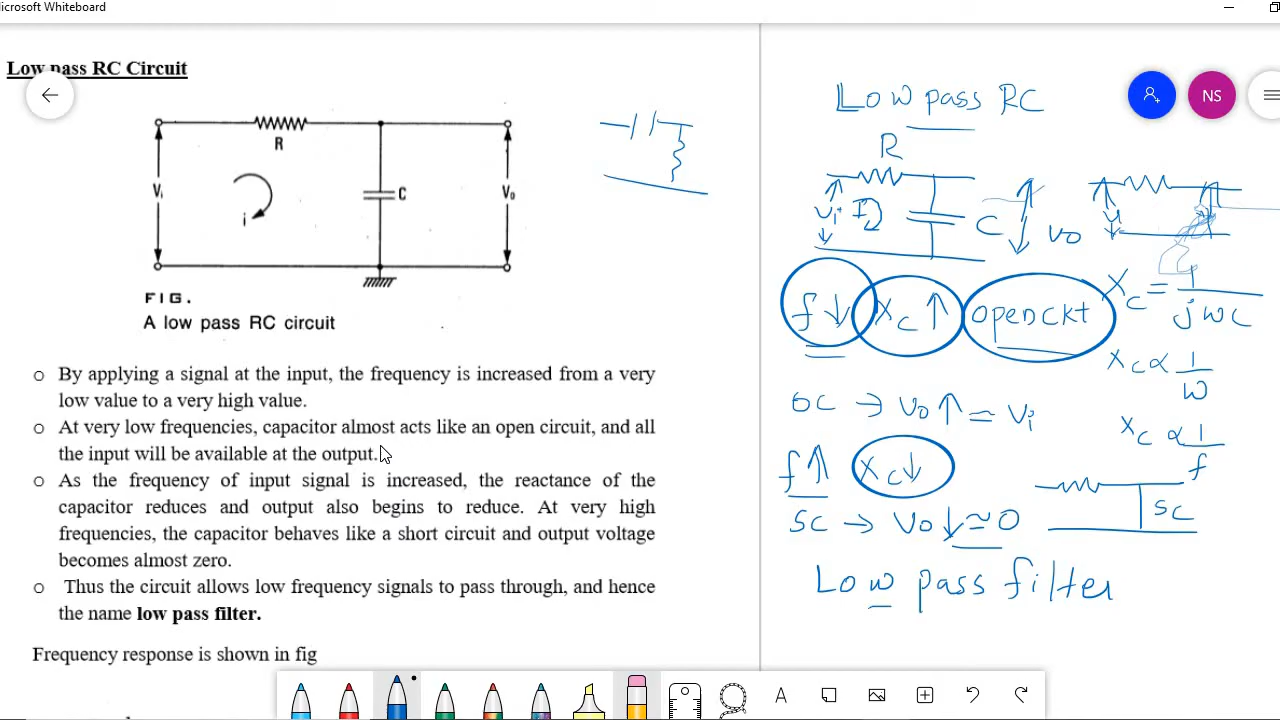 Microsoft Whiteboard
Low pass RC Circuit
R
Vi
i
C
Vo
FIG.
A low pass RC circuit
o By applying a signal at the input, the frequency is increased from a very
low value to a very high value.
o At very low frequencies, capacitor almost acts like an open circuit, and all
the input will be available at the output.
o As the frequency of input signal is increased, the reactance of the
capacitor reduces and output also begins to reduce. At very high
frequencies, the capacitor behaves like a short circuit and output voltage
becomes almost zero.
o Thus the circuit allows low frequency signals to pass through, and hence
the name low pass filter.
Frequency response is shown in fig
NS
Low pass RC
R
Vi I C Vo
f↓ Xc↑ openckt
Xc = 1/jωc
Xc ∝ 1/ω
OC → Vo↑ = Vi
Xc ∝ 1/f
f↑ Xc↓
SC → Vo↓ ≃ 0
SC
Low pass filter
A